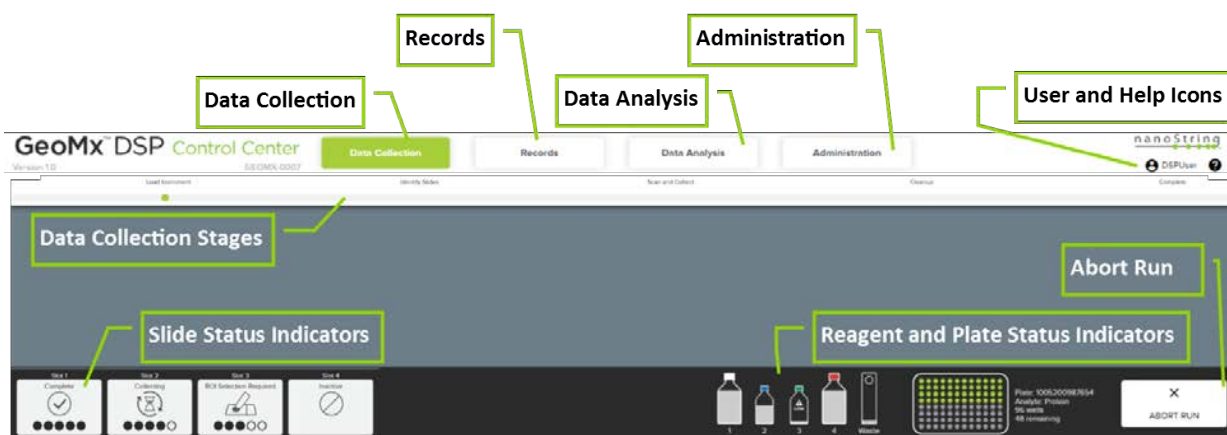 Records
Administration
Data Collection
Data Analysis
User and Help Icons
GeoMx™ DSP Control Center
Version 1.0
GEOMX-0007
Data Collection
Records
Data Analysis
Administration
nanoString
DSPUser
Load Instrument
Identify Slides
Scan and Collect
Cleanup
Complete
Data Collection Stages
Abort Run
Slide Status Indicators
Reagent and Plate Status Indicators
Slot 1
Slot 2
Slot 3
Slot 4
Complete
Collecting
ROI Selection Required
Inactive
Plate: 1005200987654
Analyte: Protein
96 wells
48 remaining
1
2
3
4
Waste
ABORT RUN